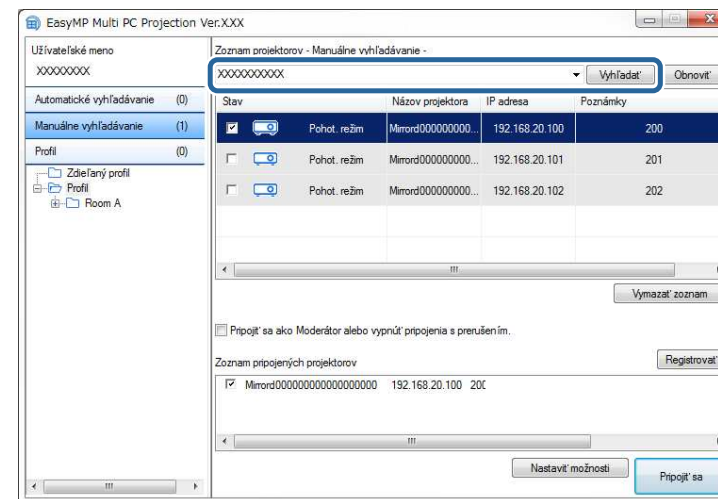 EasyMP Multi PC Projection Ver.XXX
Užívateľské meno
XXXXXXXX
Automatické vyhľadávanie (0)
Manuálne vyhľadávanie (1)
Profil (0)
Zdieľaný profil
Profil
Room A
Zoznam projektorov - Manuálne vyhľadávanie -
XXXXXXXXXX Vyhľadať Obnoviť
Stav Názov projektora IP adresa Poznámky
Pohot. režim Mirrord000000000... 192.168.20.100 200
Pohot. režim Mirrord000000000... 192.168.20.101 201
Pohot. režim Mirrord000000000... 192.168.20.102 202
Vymazať zoznam
Pripojiť sa ako Moderátor alebo vypnúť pripojenia s prerušením.
Zoznam pripojených projektorov Registrovať
Mirrord000000000000000000 192.168.20.100 200
Nastaviť možnosti Pripojiť sa